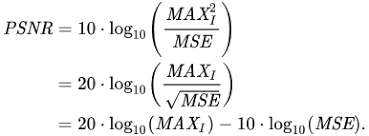 PSNR = 10 · log₁₀ (MAX_I² / MSE)
= 20 · log₁₀ (MAX_I / √MSE)
= 20 · log₁₀ (MAX_I) − 10 · log₁₀ (MSE).